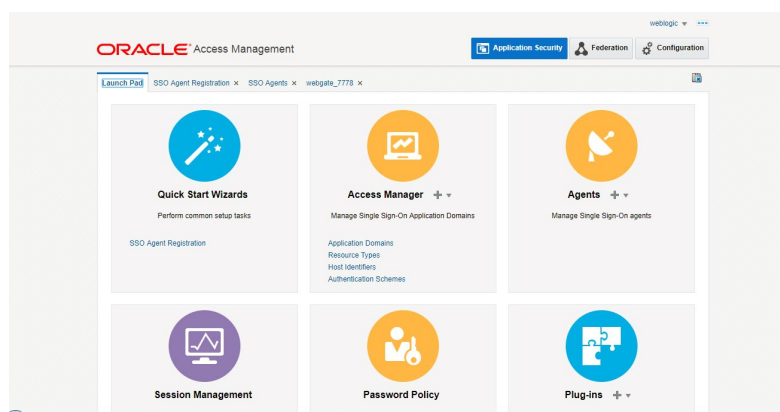 weblogic
ORACLE Access Management
Application Security
Federation
Configuration
Launch Pad
SSO Agent Registration ×
SSO Agents ×
webgate_7778 ×
Quick Start Wizards
Perform common setup tasks
SSO Agent Registration
Access Manager
Manage Single Sign-On Application Domains
Application Domains
Resource Types
Host Identifiers
Authentication Schemes
Agents
Manage Single Sign-On agents
Session Management
Password Policy
Plug-ins